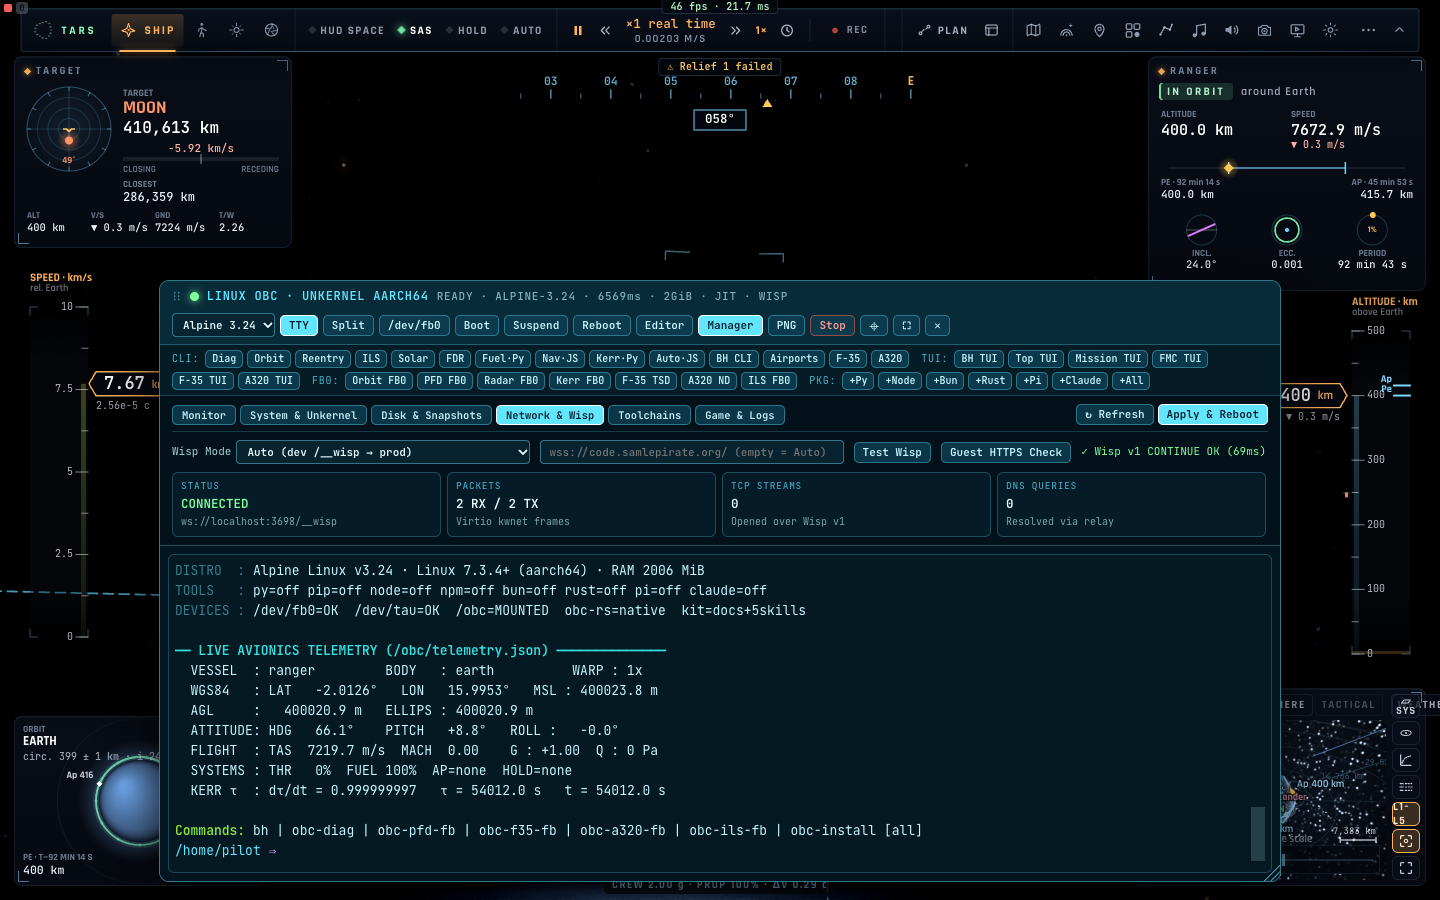 46 fps · 21.7 ms
TARS
SHIP
HUD SPACE
SAS
HOLD
AUTO
×1 real time
0.00203 M/S
1×
REC
PLAN
⚠ Relief 1 failed
TARGET
TARGET
MOON
410,613 km
-5.92 km/s
CLOSING
RECEDING
CLOSEST
286,359 km
49°
ALT
V/S
GND
T/W
400 km
▼ 0.3 m/s
7224 m/s
2.26
03 04 05 06 07 08 E
058°
RANGER
IN ORBIT around Earth
ALTITUDE
SPEED
400.0 km
7672.9 m/s
▼ 0.3 m/s
PE · 92 min 14 s
AP · 45 min 53 s
400.0 km
415.7 km
1%
INCL.
ECC.
PERIOD
24.0°
0.001
92 min 43 s
SPEED · km/s
rel. Earth
10
7.5
5
2.5
0
7.67
2.56e-5 c
ALTITUDE · km
above Earth
500
400
300
200
100
0
Ap
Pe
400 km
▼ 0.3 m/s
LINUX OBC · UNKERNEL AARCH64 READY · ALPINE-3.24 · 6569ms · 2GiB · JIT · WISP
Alpine 3.24
TTY
Split
/dev/fb0
Boot
Suspend
Reboot
Editor
Manager
PNG
Stop
CLI: Diag Orbit Reentry ILS Solar FDR Fuel·Py Nav·JS Kerr·Py Auto·JS BH CLI Airports F-35 A320 TUI: BH TUI Top TUI Mission TUI FMC TUI
F-35 TUI A320 TUI FB0: Orbit FB0 PFD FB0 Radar FB0 Kerr FB0 F-35 TSD A320 ND ILS FB0 PKG: +Py +Node +Bun +Rust +Pi +Claude +All
Monitor
System & Unkernel
Disk & Snapshots
Network & Wisp
Toolchains
Game & Logs
↻ Refresh
Apply & Reboot
Wisp Mode
Auto (dev /__wisp → prod)
wss://code.samlepirate.org/ (empty = Auto)
Test Wisp
Guest HTTPS Check
✓ Wisp v1 CONTINUE OK (69ms)
STATUS
CONNECTED
ws://localhost:3698/__wisp
PACKETS
2 RX / 2 TX
Virtio kwnet frames
TCP STREAMS
0
Opened over Wisp v1
DNS QUERIES
0
Resolved via relay
DISTRO : Alpine Linux v3.24 · Linux 7.3.4+ (aarch64) · RAM 2006 MiB
TOOLS : py=off pip=off node=off npm=off bun=off rust=off pi=off claude=off
DEVICES : /dev/fb0=OK /dev/tau=OK /obc=MOUNTED obc-rs=native kit=docs+5skills
── LIVE AVIONICS TELEMETRY (/obc/telemetry.json) ──────────────
VESSEL : ranger BODY : earth WARP : 1x
WGS84 : LAT -2.0126° LON 15.9953° MSL : 400023.8 m
AGL : 400020.9 m ELLIPS : 400020.9 m
ATTITUDE: HDG 66.1° PITCH +8.8° ROLL : -0.0°
FLIGHT : TAS 7219.7 m/s MACH 0.00 G : +1.00 Q : 0 Pa
SYSTEMS : THR 0% FUEL 100% AP=none HOLD=none
KERR τ : dτ/dt = 0.999999997 τ = 54012.0 s t = 54012.0 s
Commands: bh | obc-diag | obc-pfd-fb | obc-f35-fb | obc-a320-fb | obc-ils-fb | obc-install [all]
/home/pilot ⇒
ORBIT
EARTH
circ. 399 ± 1 km · i 24
Ap 416
PE · T−92 MIN 14 S
400 km
TACTICAL
SYS
Ap 400 km
7,383 km
L1-L5
CREW 2.00 g · PROP 100% · ΔV 0.29 c